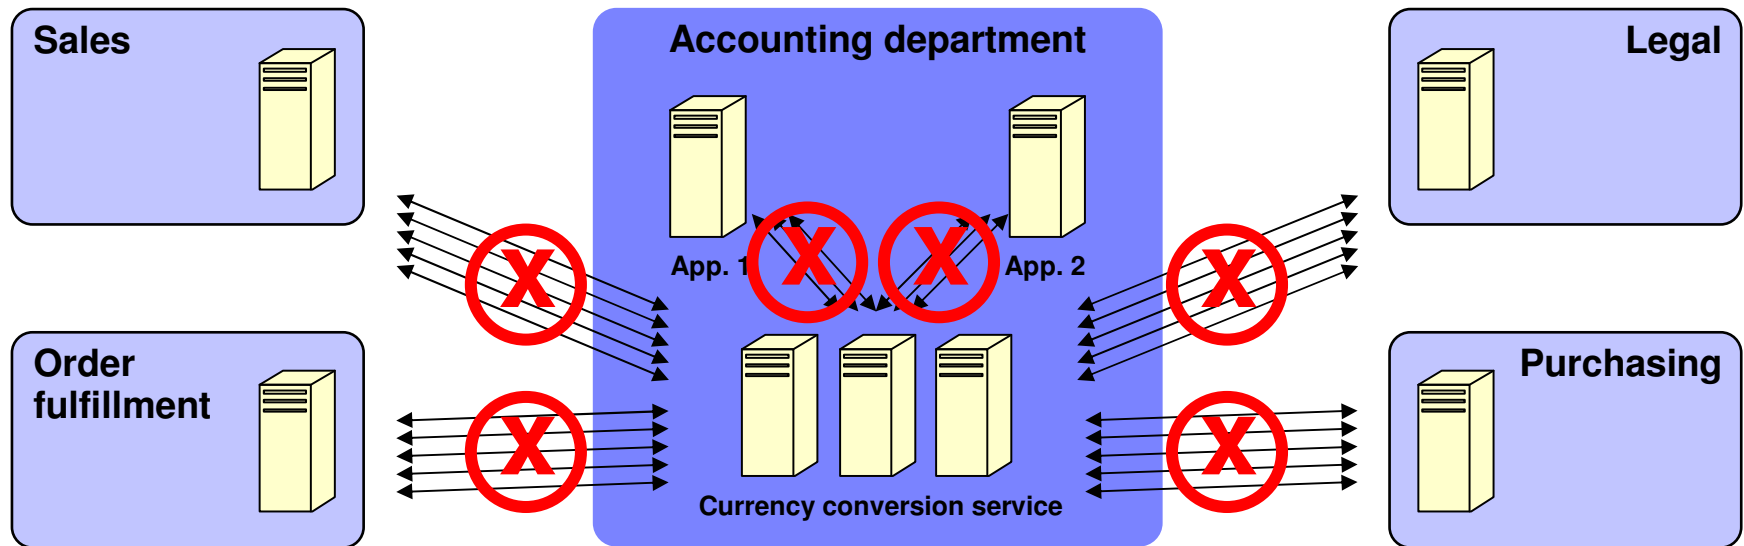 Sales
Accounting department
Legal
App. 1
App. 2
X
X
X
X
Order
fulfillment
Purchasing
X
X
Currency conversion service